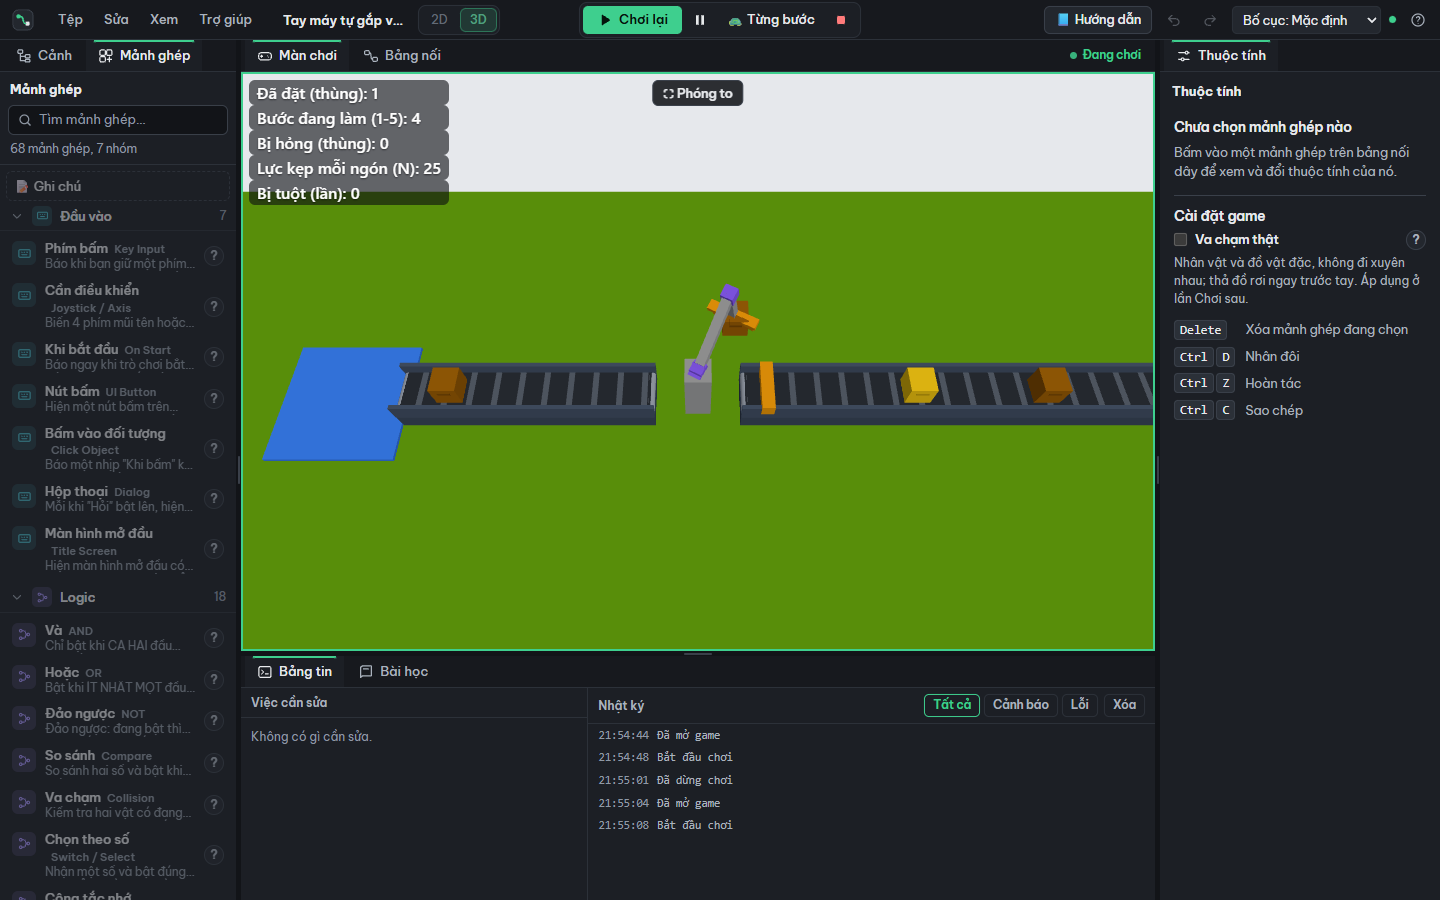 Tệp Sửa Xem Trợ giúp Tay máy tự gắp v... 2D 3D Chơi lại Từng bước Hướng dẫn Bố cục: Mặc định
Cảnh Mảnh ghép
Màn chơi Bảng nối
Đang chơi
Thuộc tính
Mảnh ghép
Tìm mảnh ghép...
68 mảnh ghép, 7 nhóm
Ghi chú
Đầu vào 7
Phím bấm Key Input ?
Báo khi bạn giữ một phím...
Cần điều khiển
Joystick / Axis ?
Biến 4 phím mũi tên hoặc...
Khi bắt đầu On Start ?
Báo ngay khi trò chơi bắt...
Nút bấm UI Button ?
Hiện một nút bấm trên...
Bấm vào đối tượng
Click Object ?
Báo một nhịp "Khi bấm" k...
Hộp thoại Dialog ?
Mỗi khi "Hỏi" bật lên, hiện...
Màn hình mở đầu
Title Screen ?
Hiện màn hình mở đầu có...
Logic 18
Và AND ?
Chỉ bật khi CẢ HAI đầu...
Hoặc OR ?
Bật khi ÍT NHẤT MỘT đầu...
Đảo ngược NOT ?
Đảo ngược: đang bật thì...
So sánh Compare ?
So sánh hai số và bật khi...
Va chạm Collision ?
Kiểm tra hai vật có đang...
Chọn theo số
Switch / Select ?
Nhận một số và bật đúng...
Công tắc nhớ
Đã đặt (thùng): 1
Bước đang làm (1-5): 4
Bị hỏng (thùng): 0
Lực kẹp mỗi ngón (N): 25
Bị tuột (lần): 0
Phóng to
Bảng tin Bài học
Việc cần sửa
Không có gì cần sửa.
Nhật ký Tất cả Cảnh báo Lỗi Xóa
21:54:44 Đã mở game
21:54:48 Bắt đầu chơi
21:55:01 Đã dừng chơi
21:55:04 Đã mở game
21:55:08 Bắt đầu chơi
Thuộc tính
Chưa chọn mảnh ghép nào
Bấm vào một mảnh ghép trên bảng nối
dây để xem và đổi thuộc tính của nó.
Cài đặt game
Va chạm thật ?
Nhân vật và đồ vật đặc, không đi xuyên
nhau; thả đồ rơi ngay trước tay. Áp dụng ở
lần Chơi sau.
Delete Xóa mảnh ghép đang chọn
Ctrl D Nhân đôi
Ctrl Z Hoàn tác
Ctrl C Sao chép